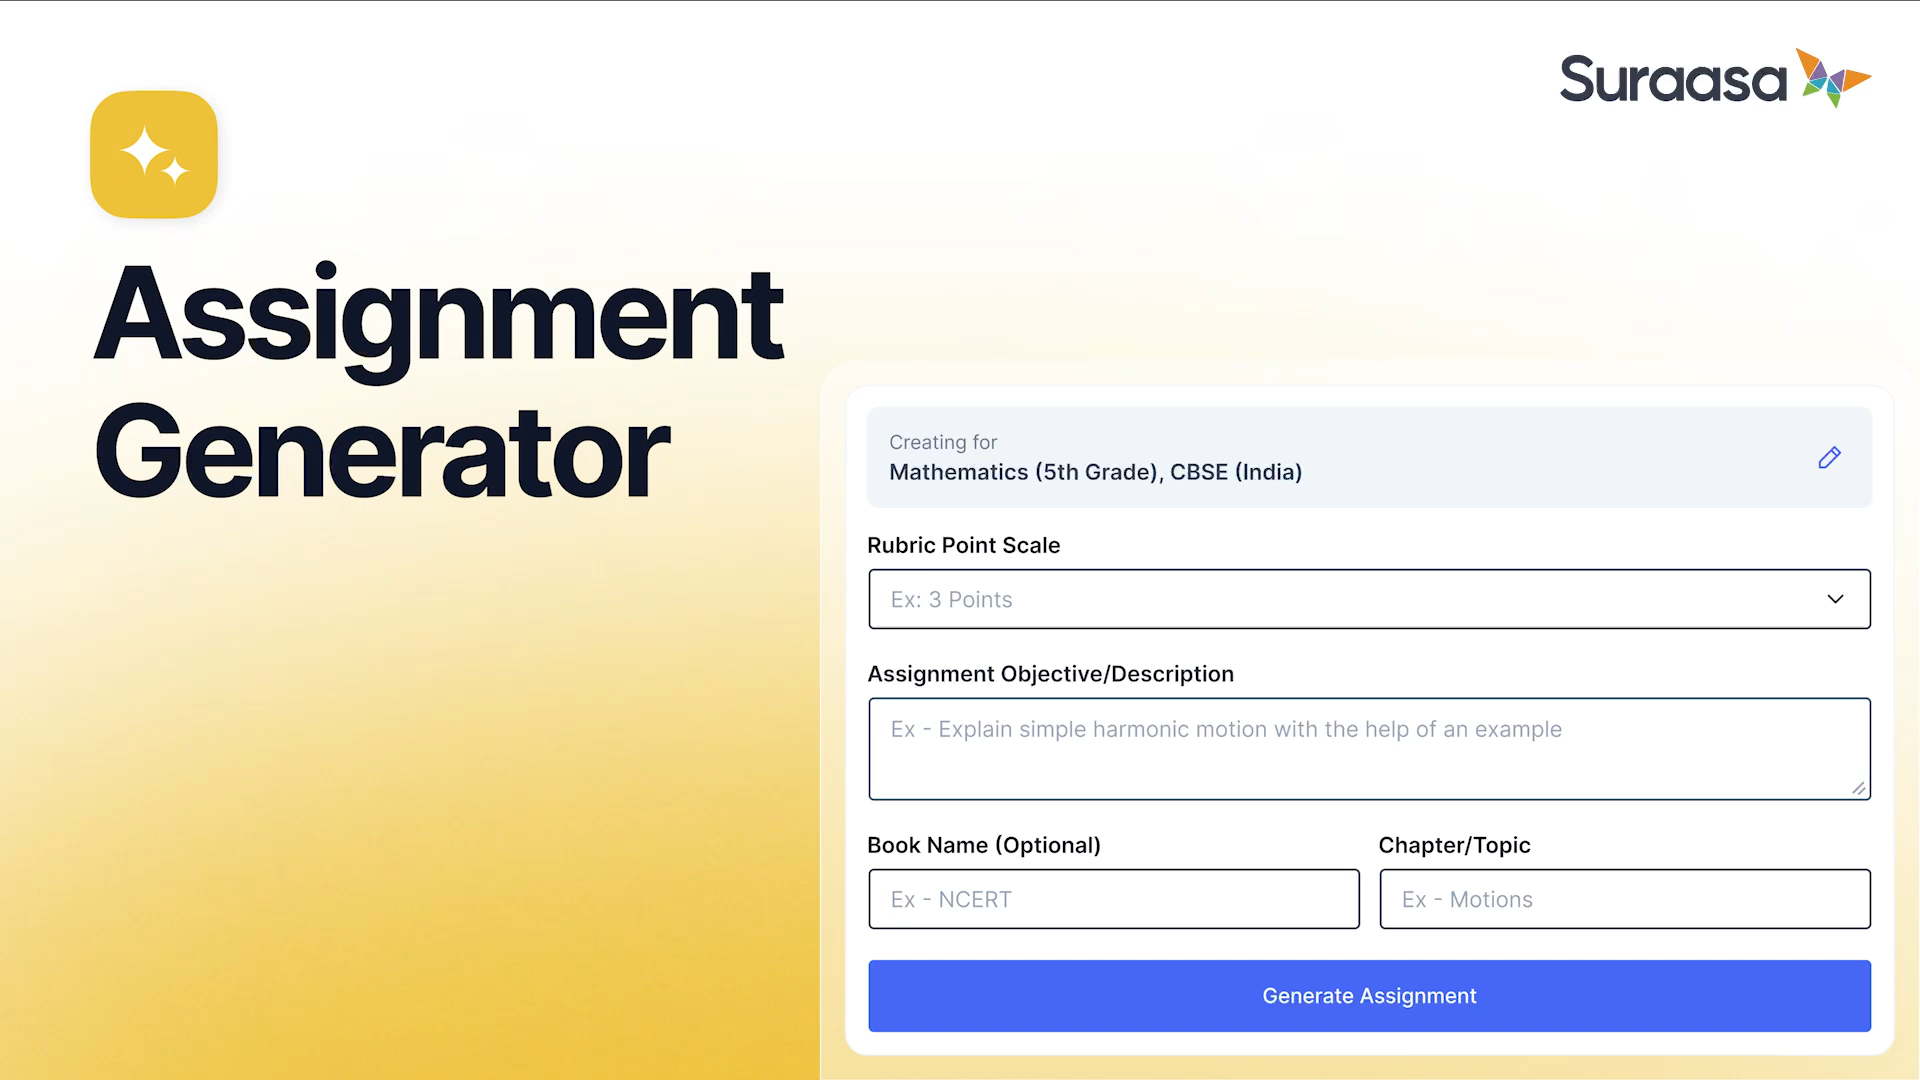 Suraasa
Assignment
Generator
Creating for
Mathematics (5th Grade), CBSE (India)
Rubric Point Scale
Ex: 3 Points
Assignment Objective/Description
Ex - Explain simple harmonic motion with the help of an example
Book Name (Optional)
Chapter/Topic
Ex - NCERT
Ex - Motions
Generate Assignment